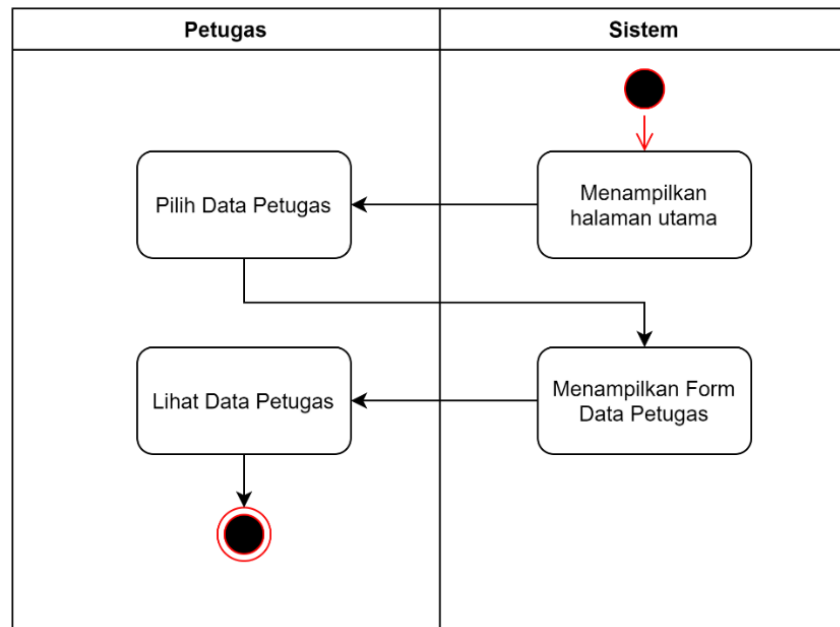 Petugas
Sistem
Pilih Data Petugas
Menampilkan
halaman utama
Lihat Data Petugas
Menampilkan Form
Data Petugas